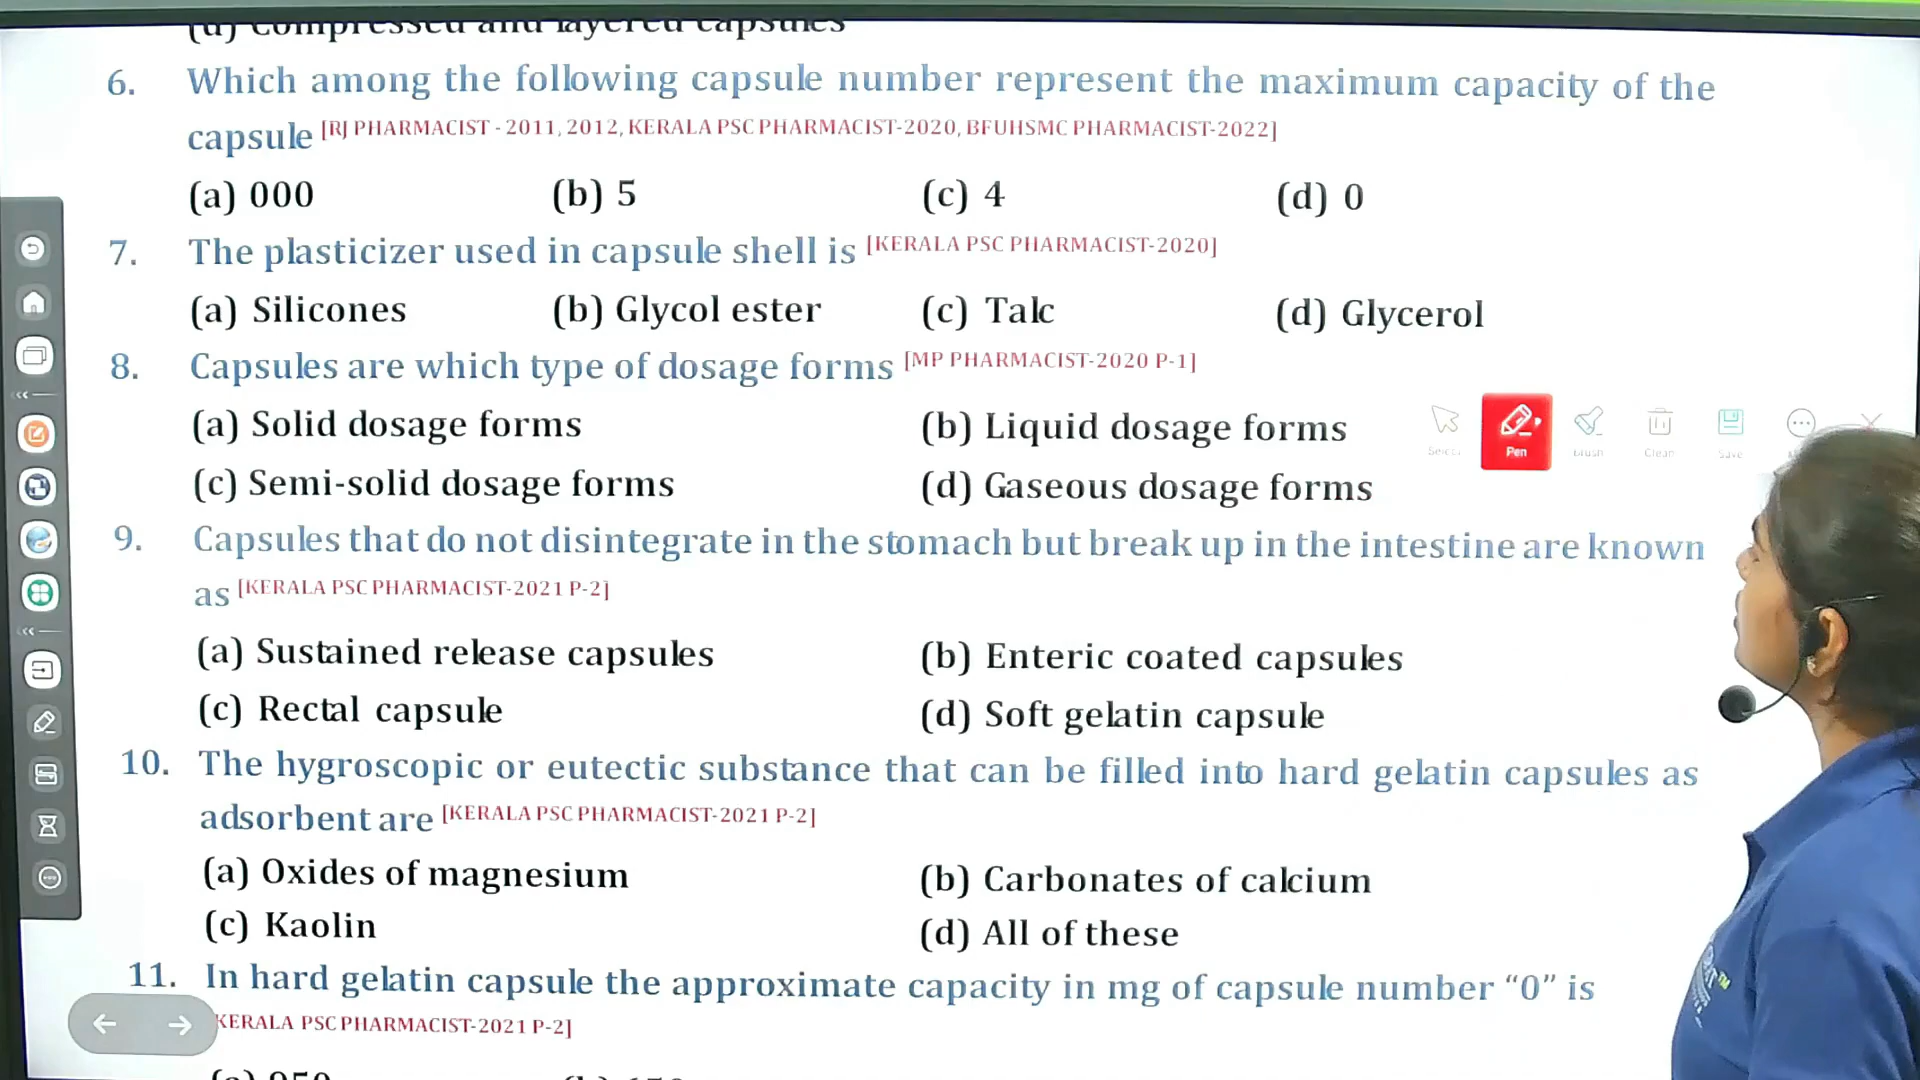 (d) Compressed and layered capsules
6. Which among the following capsule number represent the maximum capacity of the
capsule [RJ PHARMACIST - 2011, 2012, KERALA PSC PHARMACIST-2020, BFUHSMC PHARMACIST-2022]
(a) 000 (b) 5 (c) 4 (d) 0
7. The plasticizer used in capsule shell is [KERALA PSC PHARMACIST-2020]
(a) Silicones (b) Glycol ester (c) Talc (d) Glycerol
8. Capsules are which type of dosage forms [MP PHARMACIST-2020 P-1]
(a) Solid dosage forms (b) Liquid dosage forms
Select Pen Brush Clear Save
(c) Semi-solid dosage forms (d) Gaseous dosage forms
9. Capsules that do not disintegrate in the stomach but break up in the intestine are known
as [KERALA PSC PHARMACIST-2021 P-2]
(a) Sustained release capsules (b) Enteric coated capsules
(c) Rectal capsule (d) Soft gelatin capsule
10. The hygroscopic or eutectic substance that can be filled into hard gelatin capsules as
adsorbent are [KERALA PSC PHARMACIST-2021 P-2]
(a) Oxides of magnesium (b) Carbonates of calcium
(c) Kaolin (d) All of these
11. In hard gelatin capsule the approximate capacity in mg of capsule number “0” is
KERALA PSC PHARMACIST-2021 P-2]